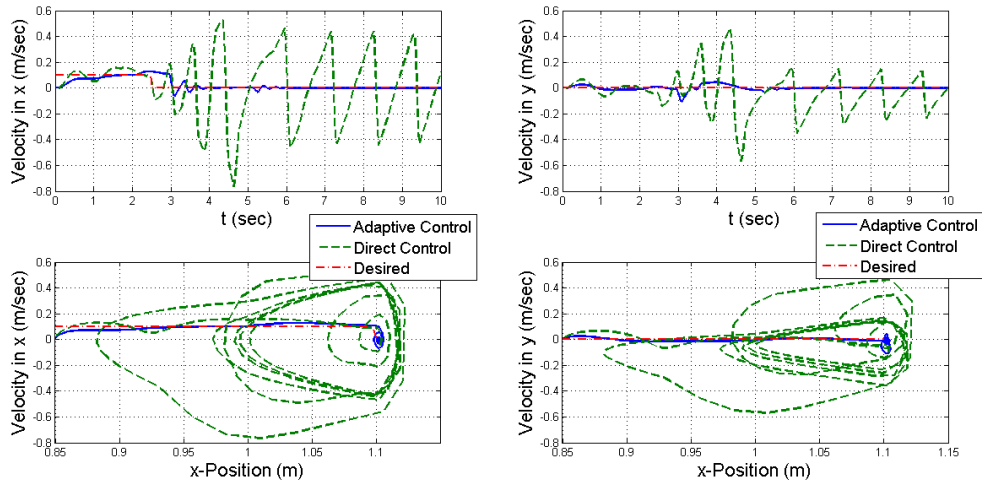 0.6
0.4
0.2
0
-0.2
-0.4
-0.6
-0.8
Velocity in x (m/sec)
0 1 2 3 4 5 6 7 8 9 10
t (sec)
0.6
0.4
0.2
0
-0.2
-0.4
-0.6
-0.8
Velocity in y (m/sec)
0 1 2 3 4 5 6 7 8 9 10
t (sec)
Adaptive Control
Direct Control
Desired
Adaptive Control
Direct Control
Desired
0.6
0.4
0.2
0
-0.2
-0.4
-0.6
-0.8
Velocity in x (m/sec)
0.85 0.9 0.95 1 1.05 1.1
x-Position (m)
0.6
0.4
0.2
0
-0.2
-0.4
-0.6
-0.8
Velocity in y (m/sec)
0.85 0.9 0.95 1 1.05 1.1 1.15
x-Position (m)